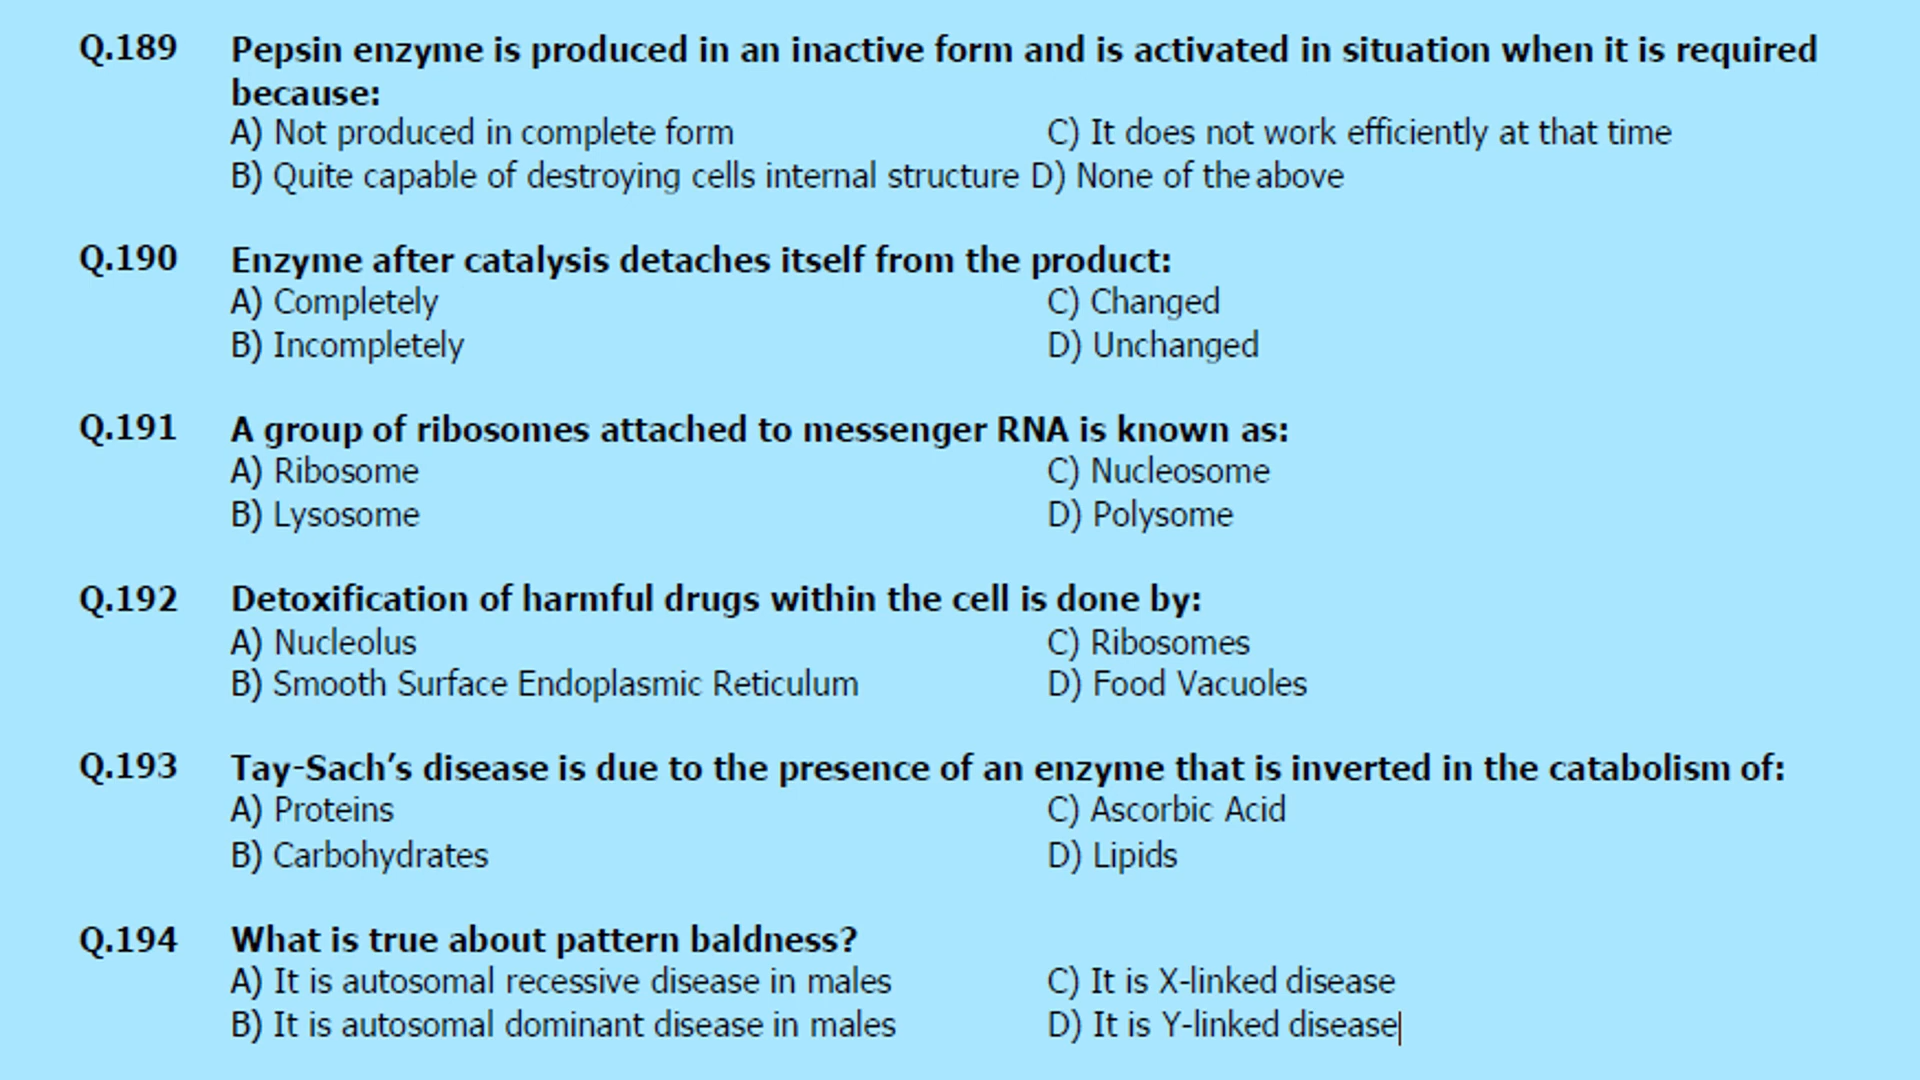 Q.189 Pepsin enzyme is produced in an inactive form and is activated in situation when it is required
because:
A) Not produced in complete form C) It does not work efficiently at that time
B) Quite capable of destroying cells internal structure D) None of the above
Q.190 Enzyme after catalysis detaches itself from the product:
A) Completely C) Changed
B) Incompletely D) Unchanged
Q.191 A group of ribosomes attached to messenger RNA is known as:
A) Ribosome C) Nucleosome
B) Lysosome D) Polysome
Q.192 Detoxification of harmful drugs within the cell is done by:
A) Nucleolus C) Ribosomes
B) Smooth Surface Endoplasmic Reticulum D) Food Vacuoles
Q.193 Tay-Sach’s disease is due to the presence of an enzyme that is inverted in the catabolism of:
A) Proteins C) Ascorbic Acid
B) Carbohydrates D) Lipids
Q.194 What is true about pattern baldness?
A) It is autosomal recessive disease in males C) It is X-linked disease
B) It is autosomal dominant disease in males D) It is Y-linked disease